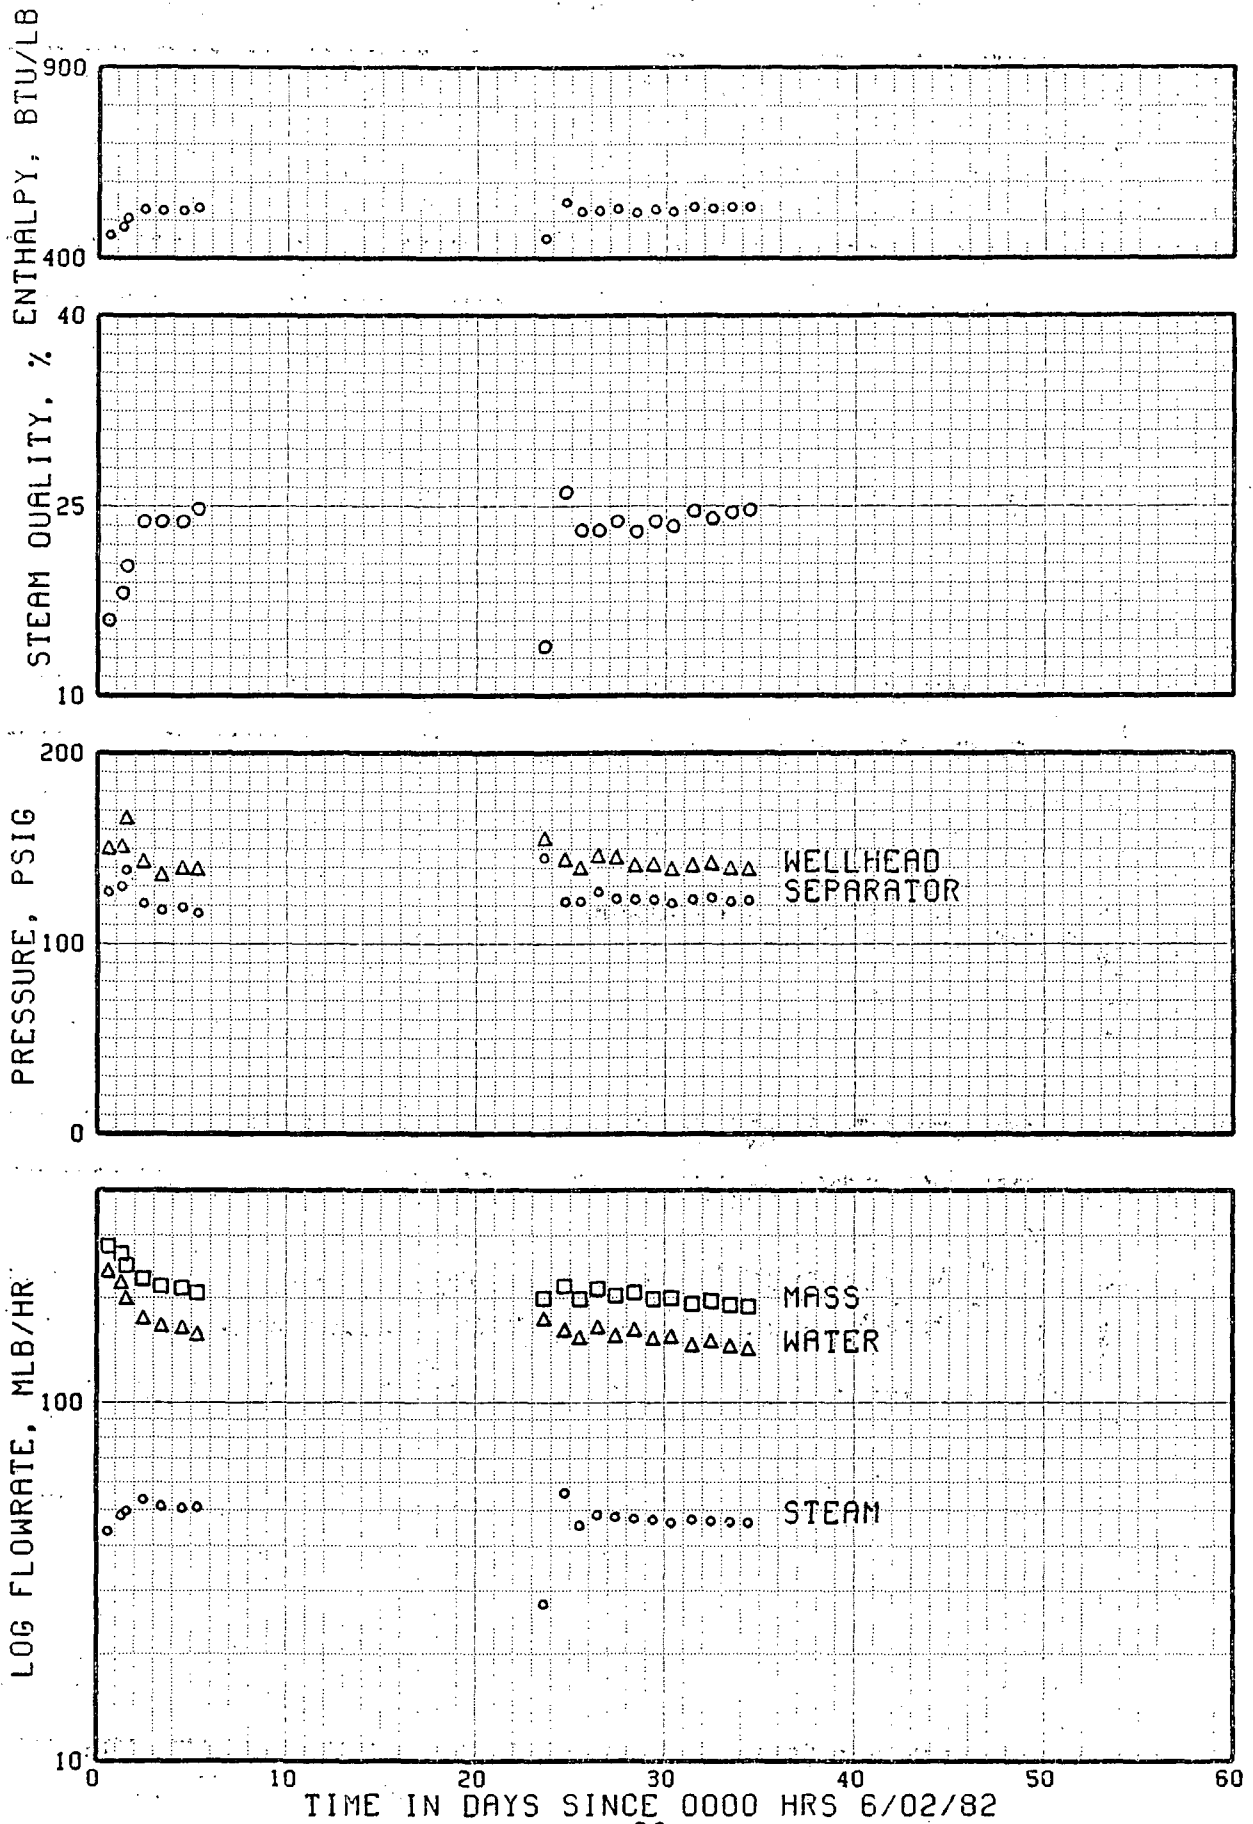 ENTHALPY, BTU/LB
900
400
STEAM QUALITY, %
40
25
10
PRESSURE, PSIG
200
100
0
WELLHEAD
SEPARATOR
LOG FLOWRATE, MLB/HR
100
10
MASS
WATER
STEAM
0 10 20 30 40 50 60
TIME IN DAYS SINCE 0000 HRS 6/02/82